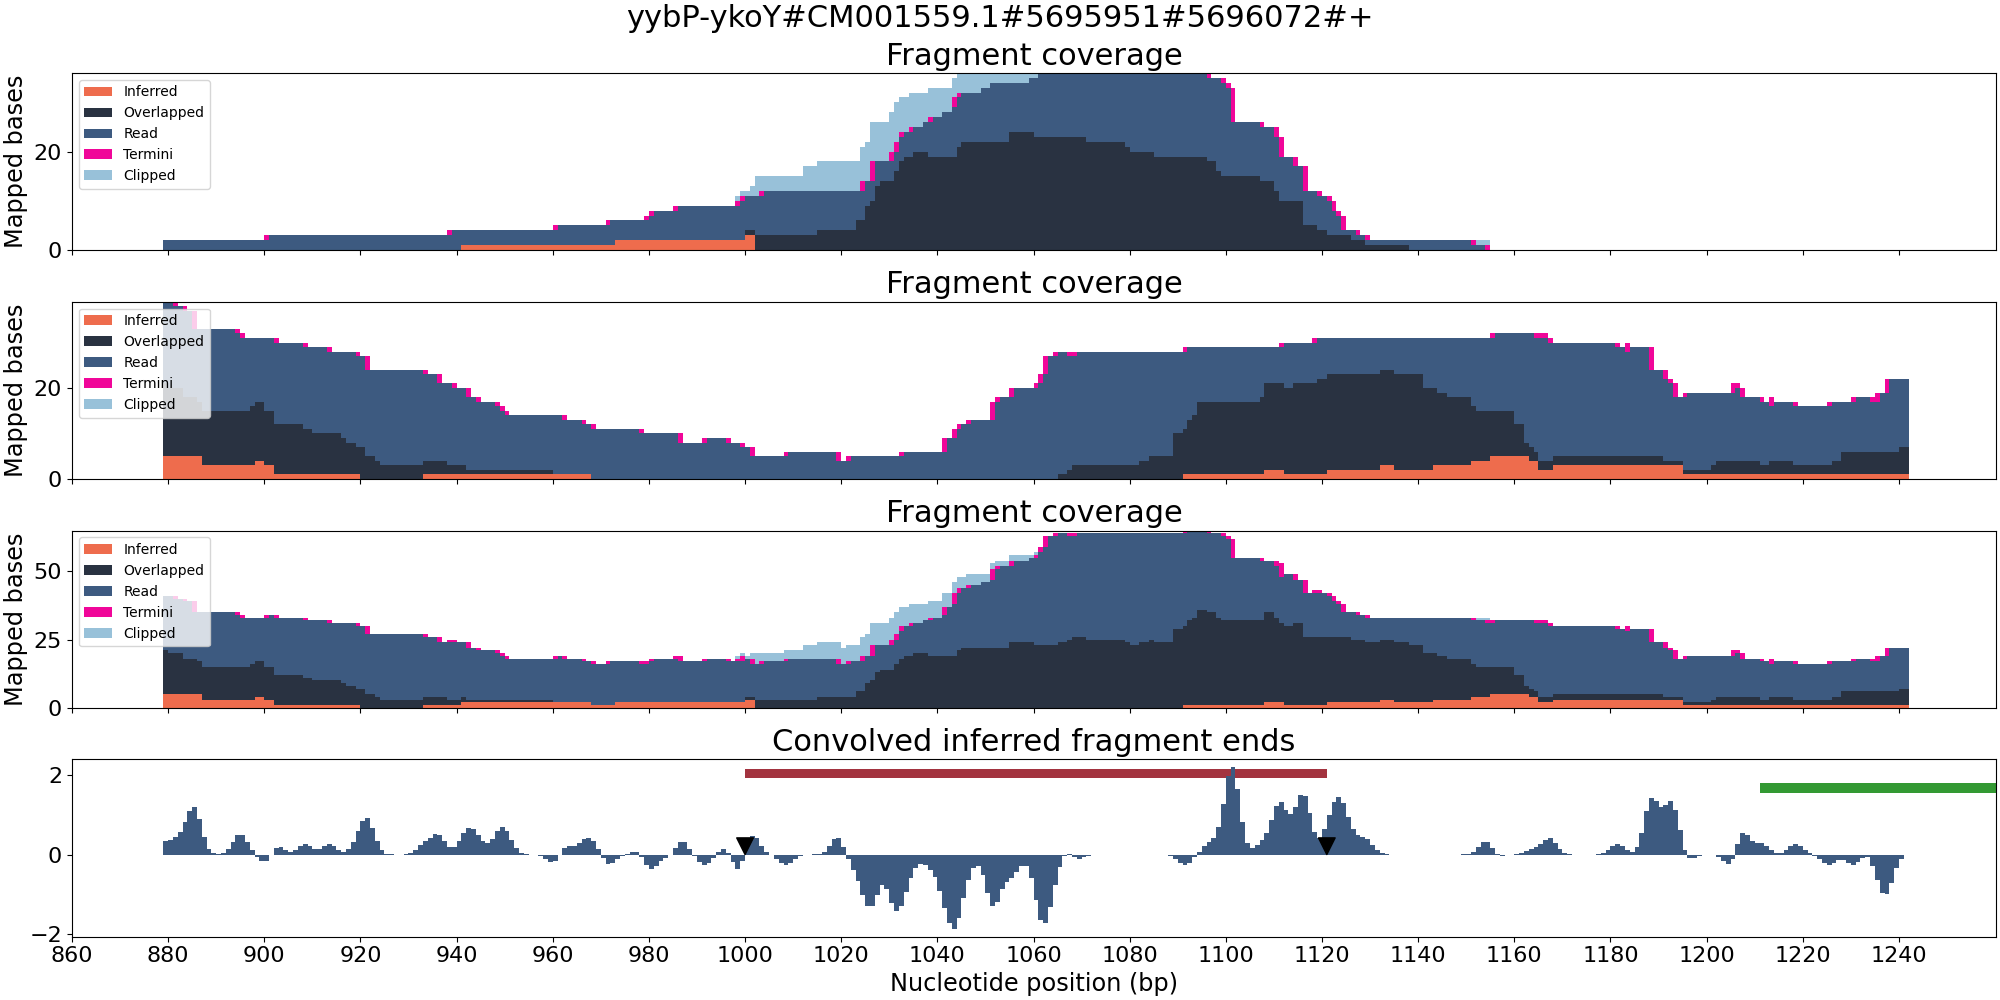 yybP-ykoY#CM001559.1#5695951#5696072#+
Fragment coverage
Mapped bases
20
0
Inferred
Overlapped
Read
Termini
Clipped
Fragment coverage
Mapped bases
20
0
Inferred
Overlapped
Read
Termini
Clipped
Fragment coverage
Mapped bases
50
25
0
Inferred
Overlapped
Read
Termini
Clipped
Convolved inferred fragment ends
2
0
−2
860 880 900 920 940 960 980 1000 1020 1040 1060 1080 1100 1120 1140 1160 1180 1200 1220 1240
Nucleotide position (bp)